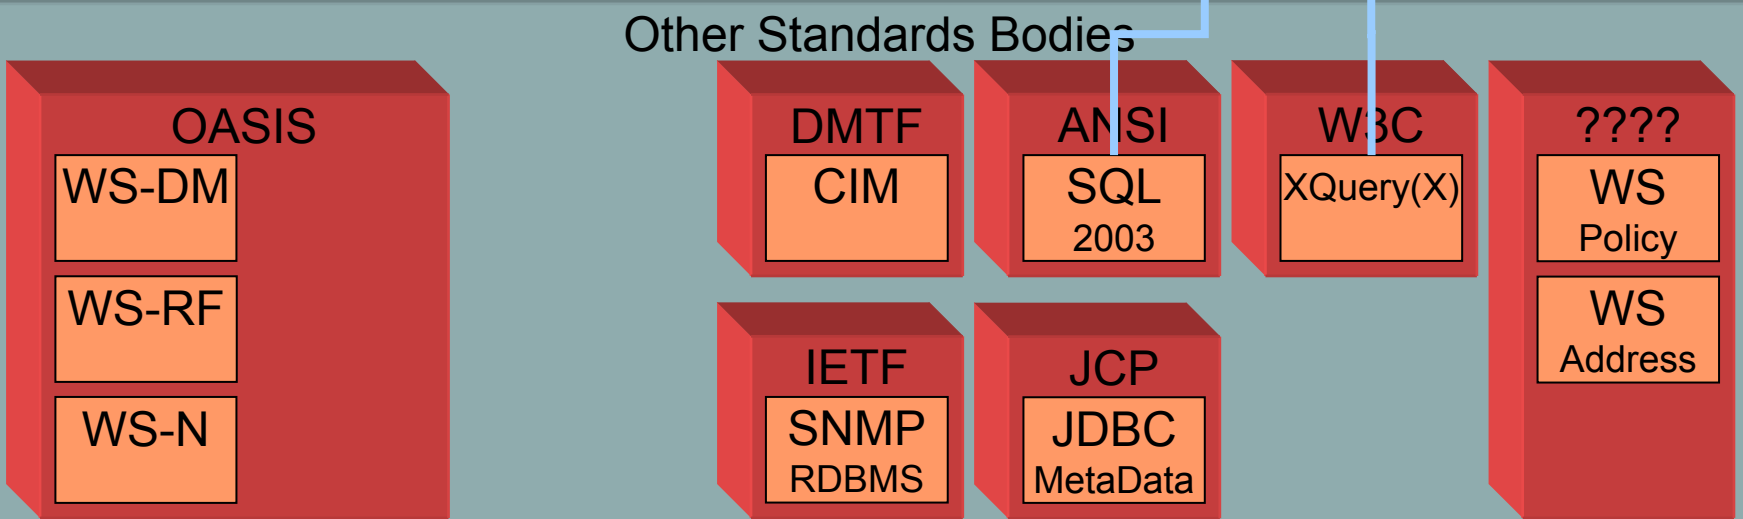 Other Standards Bodies
OASIS
WS-DM
WS-RF
WS-N
DMTF
CIM
ANSI
SQL
2003
W3C
XQuery(X)
????
WS
Policy
WS
Address
IETF
SNMP
RDBMS
JCP
JDBC
MetaData